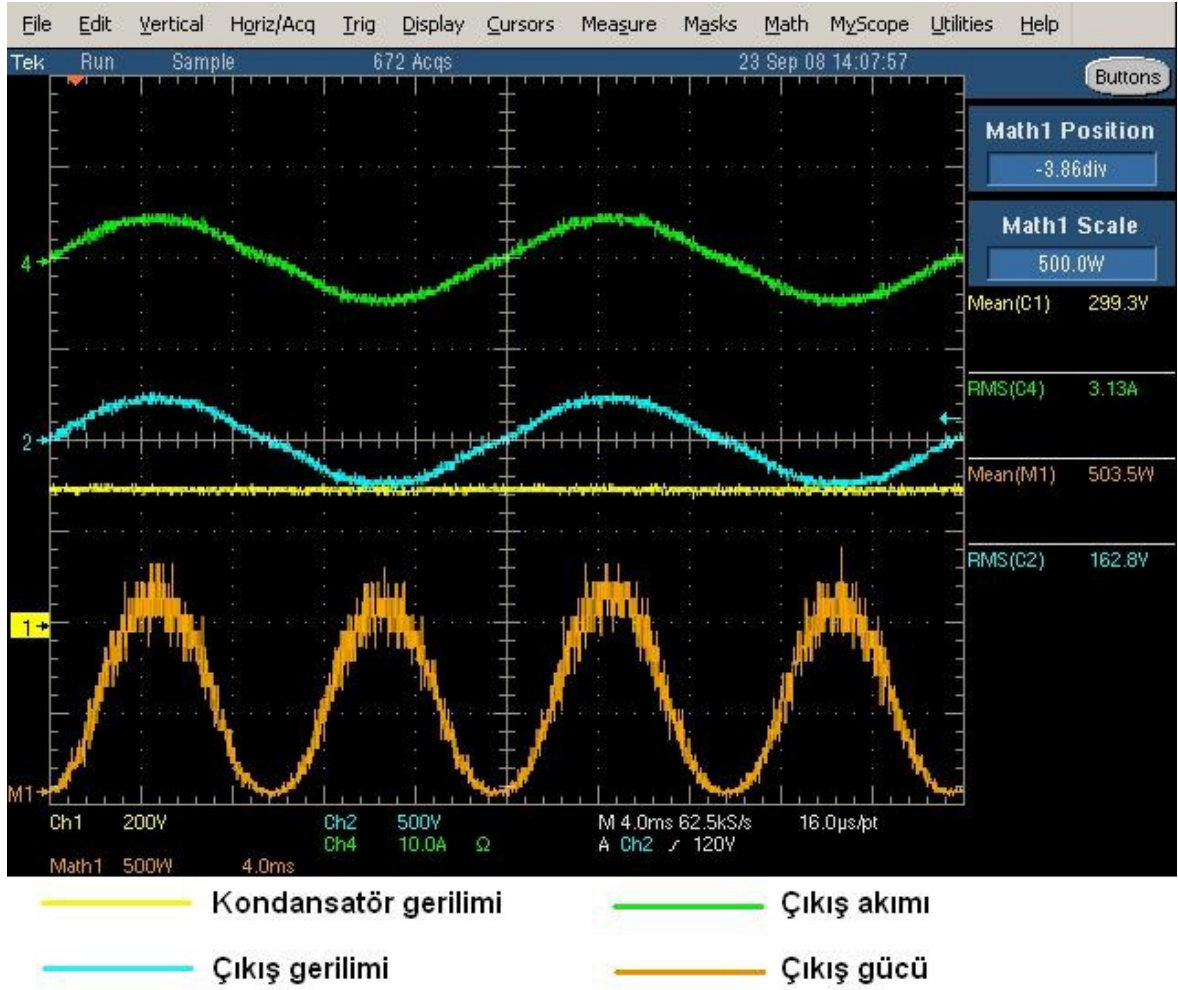 File Edit Vertical Horiz/Acq Trig Display Cursors Measure Masks Math MyScope Utilities Help
Tek Run Sample 672 Acqs 23 Sep 08 14:07:57
Buttons
Math1 Position
-3.86div
Math1 Scale
500.0W
Mean(C1) 299.3V
RMS(C4) 3.13A
Mean(M1) 503.5W
RMS(C2) 162.8V
4
2
1
M1
Ch1 200V Ch2 500V M 4.0ms 62.5kS/s 16.0µs/pt
Ch4 10.0A Ω A Ch2 120V
Math1 500W 4.0ms
Kondansatör gerilimi Çıkış akımı
Çıkış gerilimi Çıkış gücü